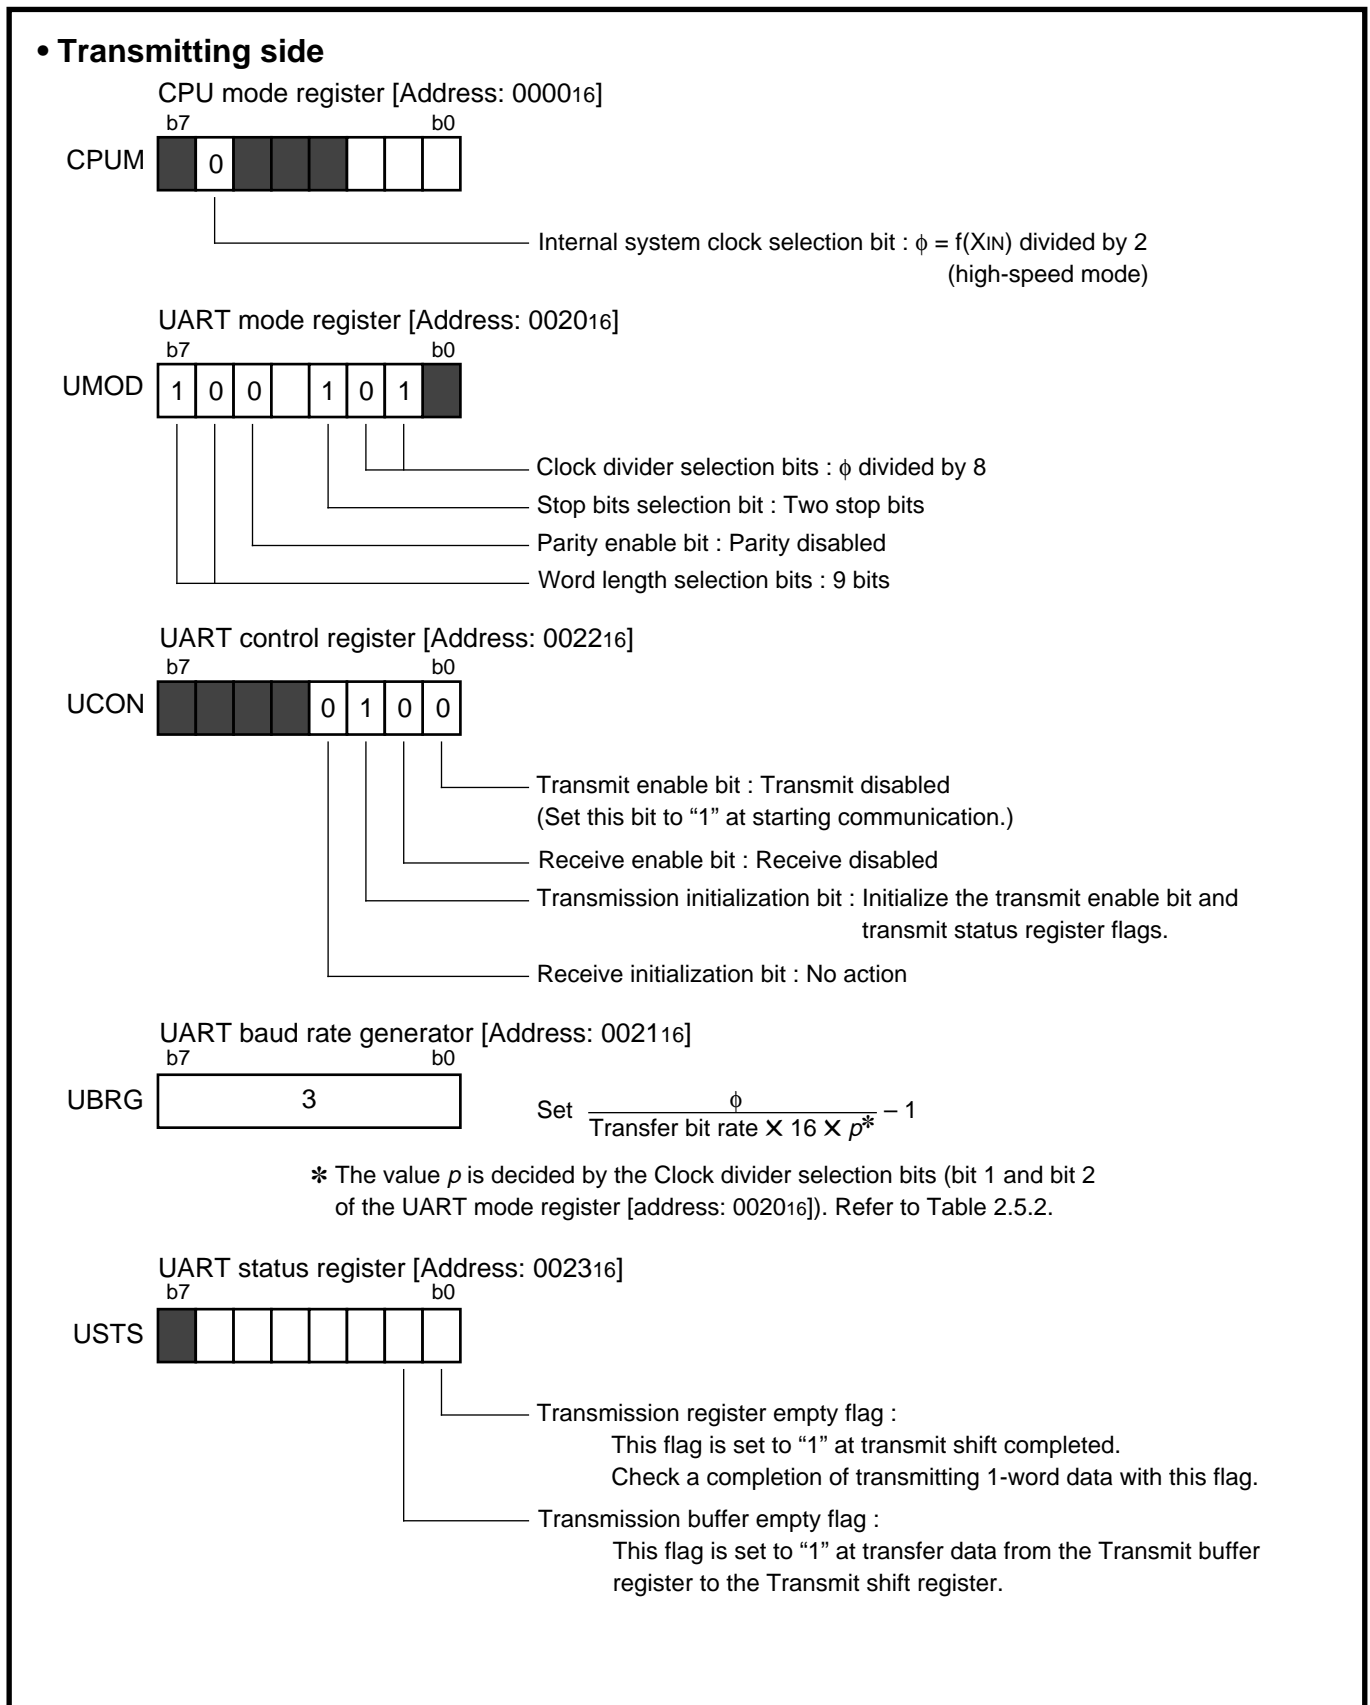 • Transmitting side
CPU mode register [Address: 000016]
b7 b0
CPUM 0
Internal system clock selection bit : φ = f(XIN) divided by 2
(high-speed mode)
UART mode register [Address: 002016]
b7 b0
UMOD 1 0 0 1 0 1
Clock divider selection bits : φ divided by 8
Stop bits selection bit : Two stop bits
Parity enable bit : Parity disabled
Word length selection bits : 9 bits
UART control register [Address: 002216]
b7 b0
UCON 0 1 0 0
Transmit enable bit : Transmit disabled
(Set this bit to “1” at starting communication.)
Receive enable bit : Receive disabled
Transmission initialization bit : Initialize the transmit enable bit and
transmit status register flags.
Receive initialization bit : No action
UART baud rate generator [Address: 002116]
b7 b0
UBRG 3
φ
Set – 1
Transfer bit rate ✕ 16 ✕ p✻
✻ The value p is decided by the Clock divider selection bits (bit 1 and bit 2
of the UART mode register [address: 002016]). Refer to Table 2.5.2.
UART status register [Address: 002316]
b7 b0
USTS
Transmission register empty flag :
This flag is set to “1” at transmit shift completed.
Check a completion of transmitting 1-word data with this flag.
Transmission buffer empty flag :
This flag is set to “1” at transfer data from the Transmit buffer
register to the Transmit shift register.